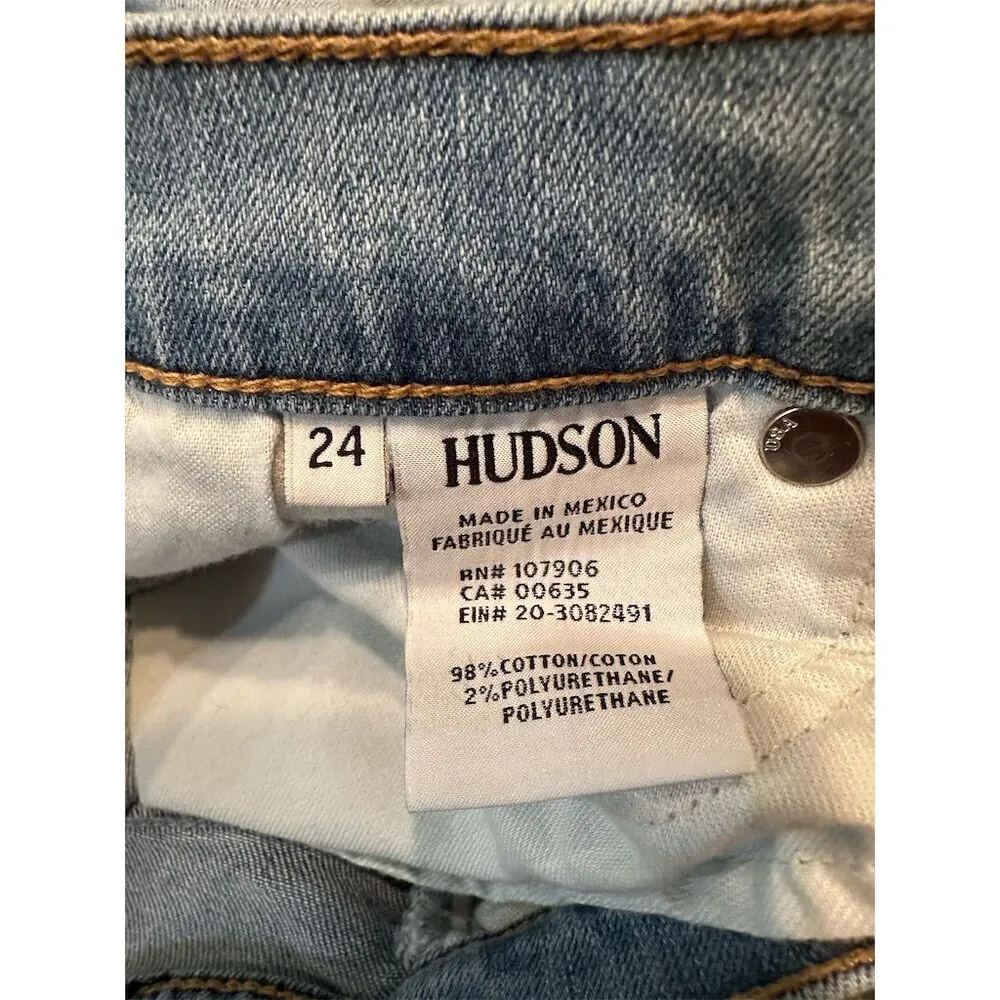 24
HUDSON
MADE IN MEXICO
FABRIQUÉ AU MEXIQUE
RN# 107906
CA# 00635
EIN# 20-3082491
98%COTTON/COTON
2%POLYURETHANE/
POLYURETHANE